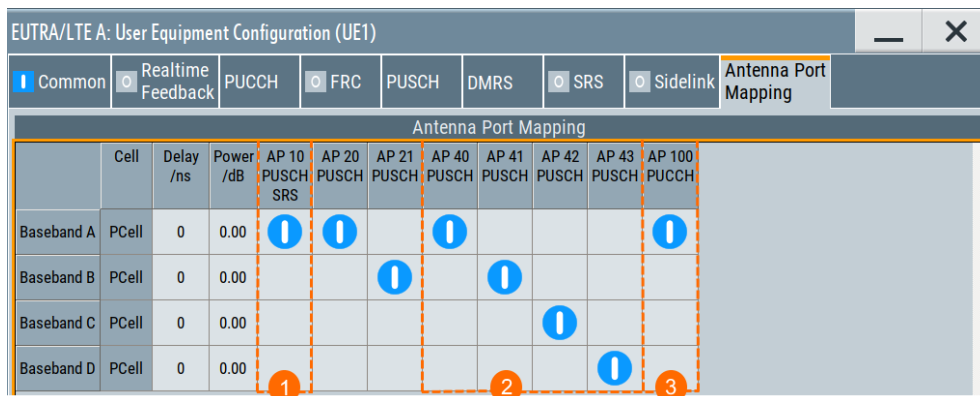 EUTRA/LTE A: User Equipment Configuration (UE1)
Common
Realtime
Feedback
PUCCH
FRC
PUSCH
DMRS
SRS
Sidelink
Antenna Port
Mapping
Antenna Port Mapping
Cell Delay Power AP 10 AP 20 AP 21 AP 40 AP 41 AP 42 AP 43 AP 100
/ns /dB PUSCH PUSCH PUSCH PUSCH PUSCH PUSCH PUSCH PUCCH
SRS
Baseband A PCell 0 0.00
Baseband B PCell 0 0.00
Baseband C PCell 0 0.00
Baseband D PCell 0 0.00
1 2 3